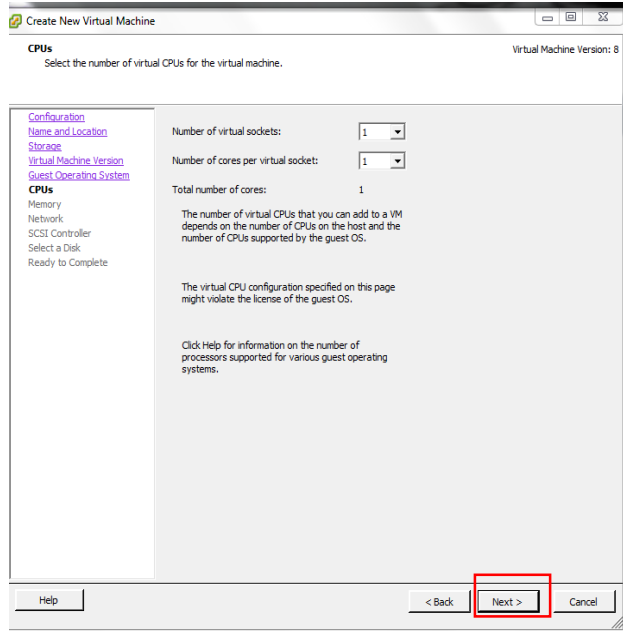 Create New Virtual Machine
CPUs
Select the number of virtual CPUs for the virtual machine.
Virtual Machine Version: 8
Configuration
Name and Location
Storage
Virtual Machine Version
Guest Operating System
CPUs
Memory
Network
SCSI Controller
Select a Disk
Ready to Complete
Number of virtual sockets: 1
Number of cores per virtual socket: 1
Total number of cores: 1
The number of virtual CPUs that you can add to a VM
depends on the number of CPUs on the host and the
number of CPUs supported by the guest OS.
The virtual CPU configuration specified on this page
might violate the license of the guest OS.
Click Help for information on the number of
processors supported for various guest operating
systems.
Help
< Back
Next >
Cancel